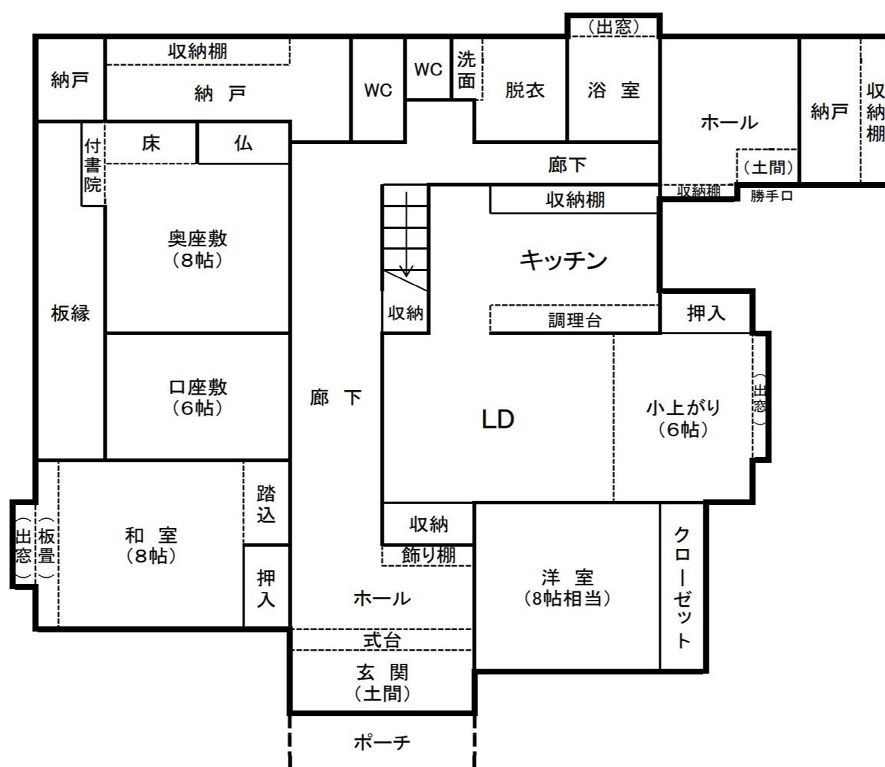 (出窓)
収納棚
納戸
納 戸
WC
WC
洗面
脱衣
浴 室
ホール
納戸
収納棚
(土間)
収納棚
勝手口
付書院
床
仏
廊下
収納棚
奥座敷
(8帖)
キッチン
板縁
収納
調理台
押入
口座敷
(6帖)
廊 下
LD
小上がり
(6帖)
(出窓)
踏込
和 室
(8帖)
(出窓)
(板畳)
押入
収納
飾り棚
洋 室
(8帖相当)
クローゼット
ホール
式台
玄 関
(土間)
ポーチ